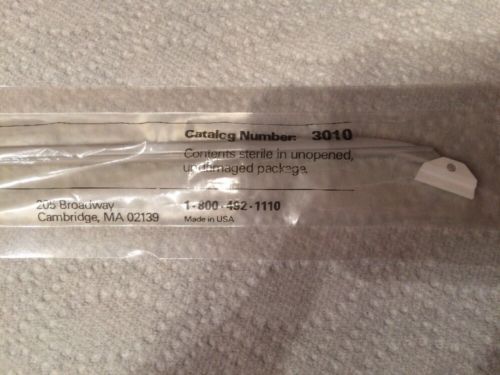 Catalog Number: 3010
Contents sterile in unopened,
undamaged package.
205 Broadway
Cambridge, MA 02139
1-800-492-1110
Made in USA